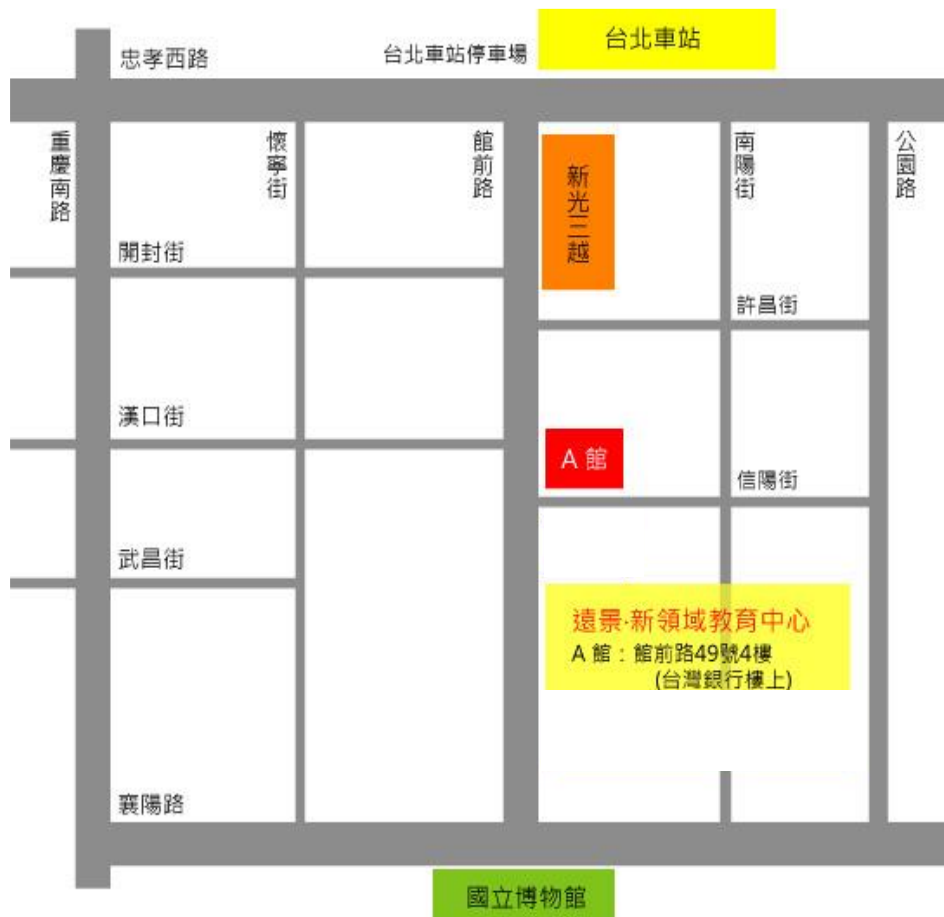 台北車站
忠孝西路
台北車站停車場
重慶南路
懷寧街
館前路
新光三越
南陽街
公園路
開封街
許昌街
漢口街
A 館
信陽街
武昌街
遠景·新領域教育中心
A 館：館前路49號4樓
(台灣銀行樓上)
襄陽路
國立博物館